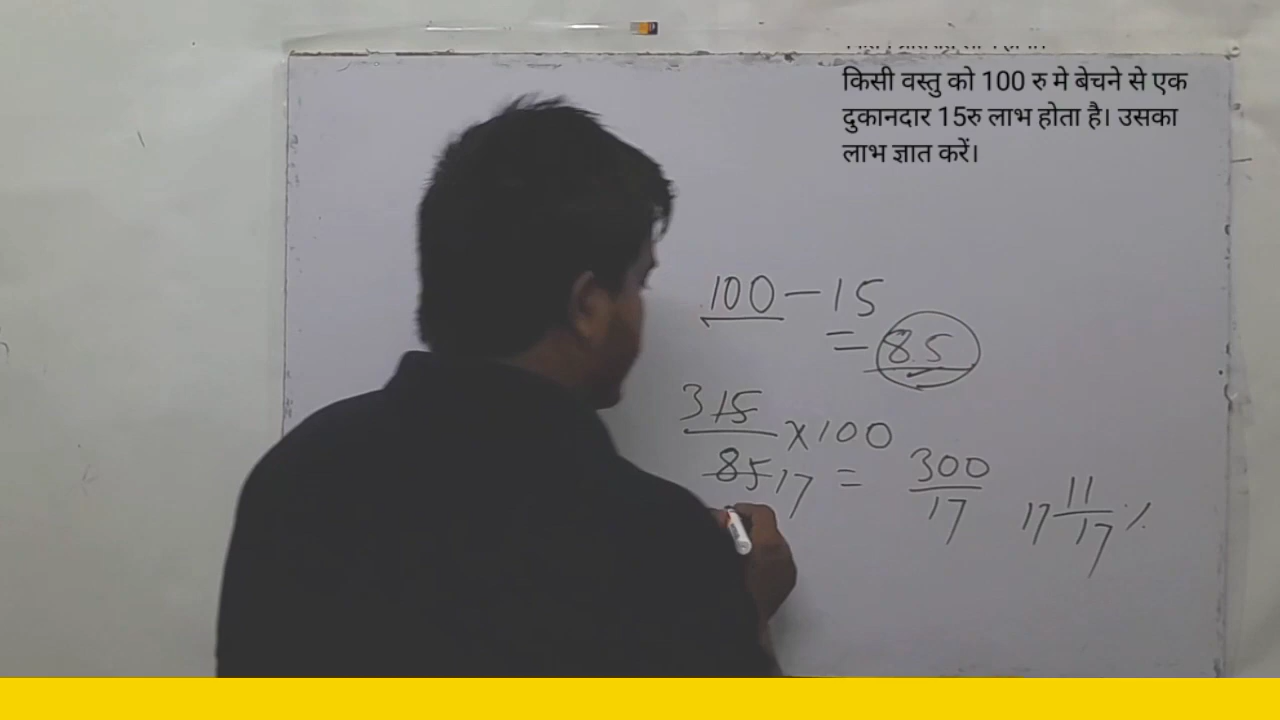 किसी वस्तु को 100 रु मे बेचने से एक
दुकानदार 15रु लाभ होता है। उसका
लाभ ज्ञात करें।
100 - 15
= 85
3 15
85 17
× 100
=
300
17
17 11/17 %